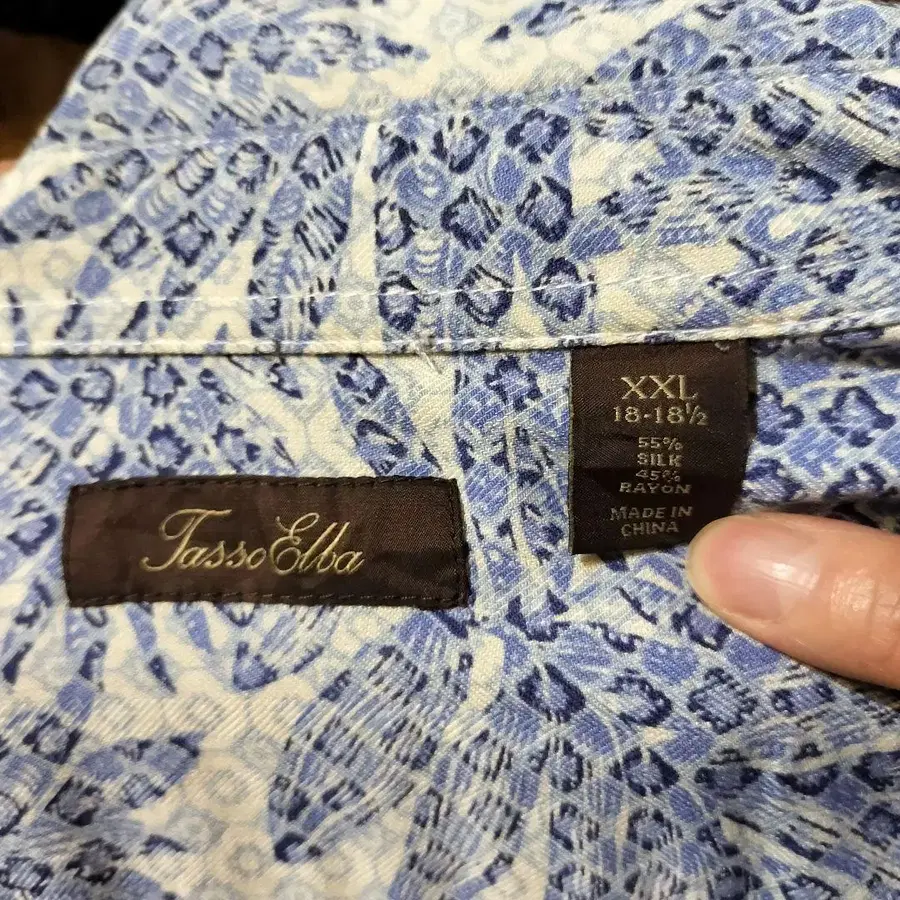 Tasso Elba
XXL
18-18½
55%
SILK
45%
RAYON
MADE IN
CHINA